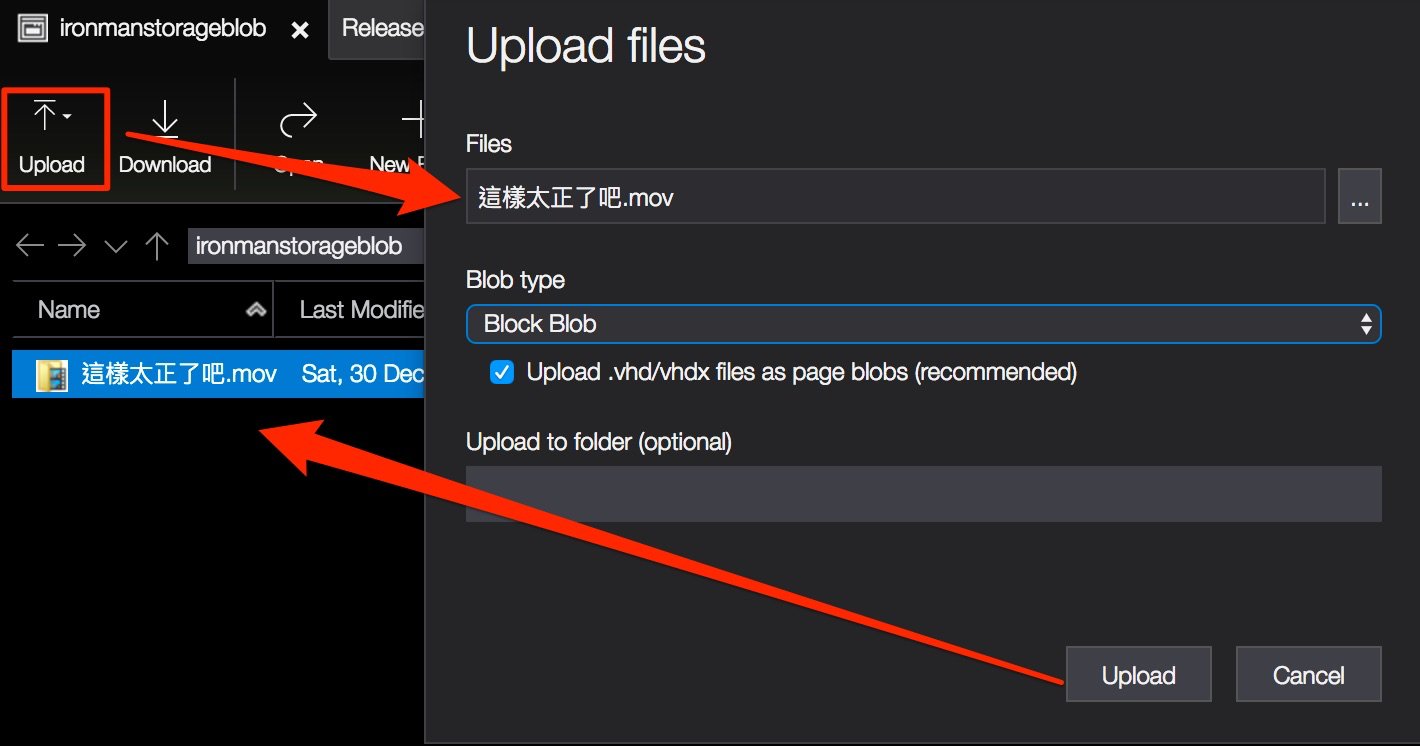 ironmanstorageblob
Release
Upload
Download
Open
New F
ironmanstorageblob
Name
Last Modifie
這樣太正了吧.mov
Sat, 30 Dec
Upload files
Files
這樣太正了吧.mov
...
Blob type
Block Blob
Upload .vhd/vhdx files as page blobs (recommended)
Upload to folder (optional)
Upload
Cancel